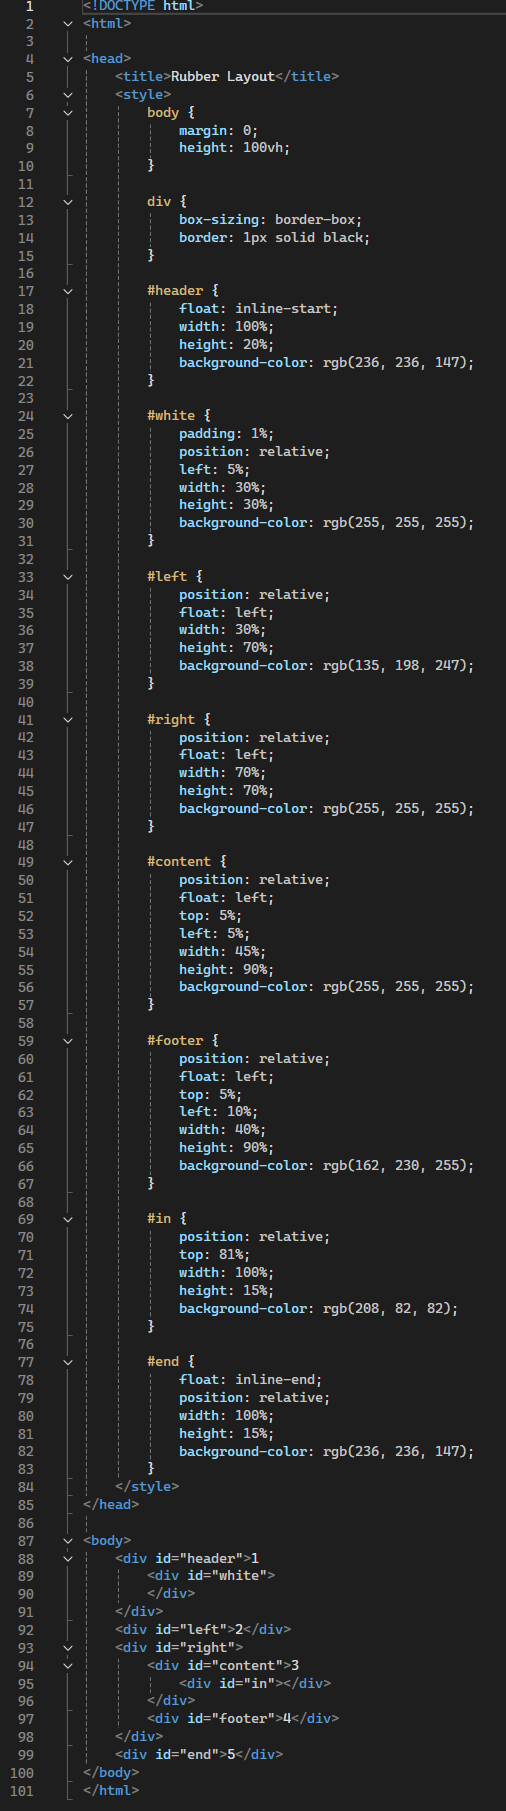 1 <!DOCTYPE html>
2 <html>
3
4 <head>
5     <title>Rubber Layout</title>
6     <style>
7         body {
8             margin: 0;
9             height: 100vh;
10         }
11
12         div {
13             box-sizing: border-box;
14             border: 1px solid black;
15         }
16
17         #header {
18             float: inline-start;
19             width: 100%;
20             height: 20%;
21             background-color: rgb(236, 236, 147);
22         }
23
24         #white {
25             padding: 1%;
26             position: relative;
27             left: 5%;
28             width: 30%;
29             height: 30%;
30             background-color: rgb(255, 255, 255);
31         }
32
33         #left {
34             position: relative;
35             float: left;
36             width: 30%;
37             height: 70%;
38             background-color: rgb(135, 198, 247);
39         }
40
41         #right {
42             position: relative;
43             float: left;
44             width: 70%;
45             height: 70%;
46             background-color: rgb(255, 255, 255);
47         }
48
49         #content {
50             position: relative;
51             float: left;
52             top: 5%;
53             left: 5%;
54             width: 45%;
55             height: 90%;
56             background-color: rgb(255, 255, 255);
57         }
58
59         #footer {
60             position: relative;
61             float: left;
62             top: 5%;
63             left: 10%;
64             width: 40%;
65             height: 90%;
66             background-color: rgb(162, 230, 255);
67         }
68
69         #in {
70             position: relative;
71             top: 81%;
72             width: 100%;
73             height: 15%;
74             background-color: rgb(208, 82, 82);
75         }
76
77         #end {
78             float: inline-end;
79             position: relative;
80             width: 100%;
81             height: 15%;
82             background-color: rgb(236, 236, 147);
83         }
84     </style>
85 </head>
86
87 <body>
88     <div id="header">1
89         <div id="white">
90         </div>
91     </div>
92     <div id="left">2</div>
93     <div id="right">
94         <div id="content">3
95             <div id="in"></div>
96         </div>
97         <div id="footer">4</div>
98     </div>
99     <div id="end">5</div>
100 </body>
101 </html>